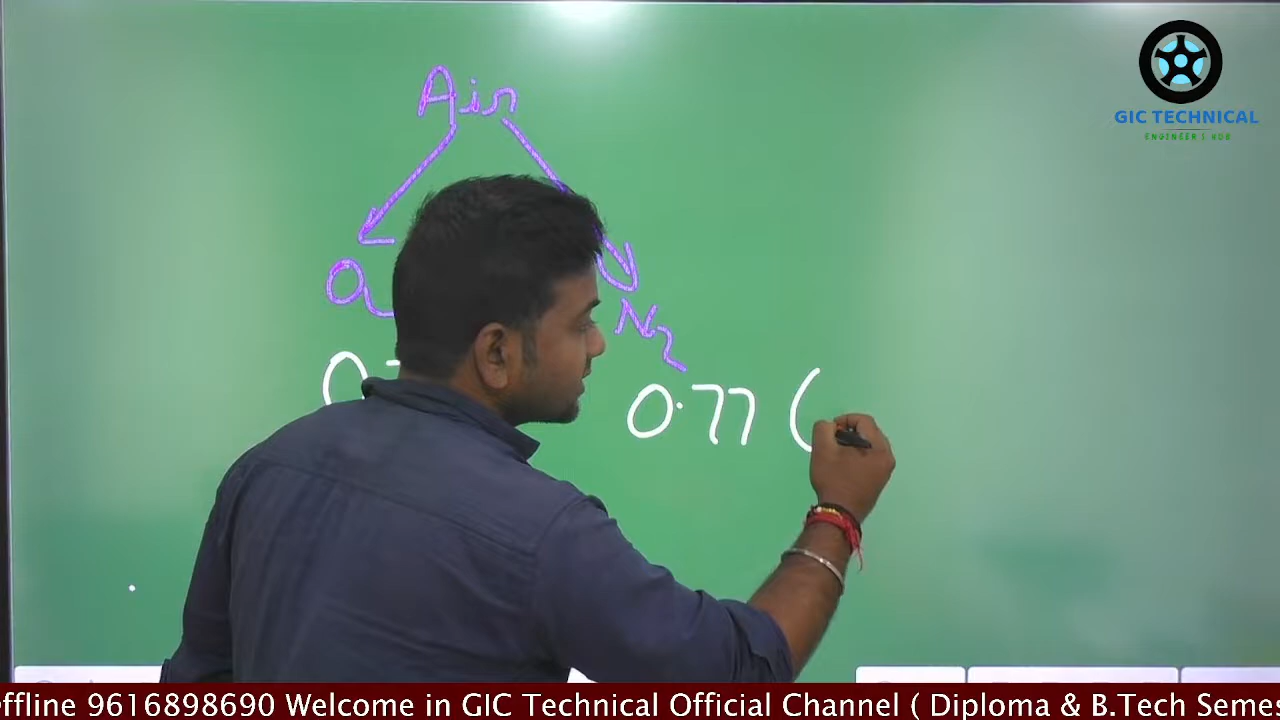 Air
GIC TECHNICAL
N2
0.77 (
ffline 9616898690 Welcome in GIC Technical Official Channel ( Diploma & B.Tech Semes